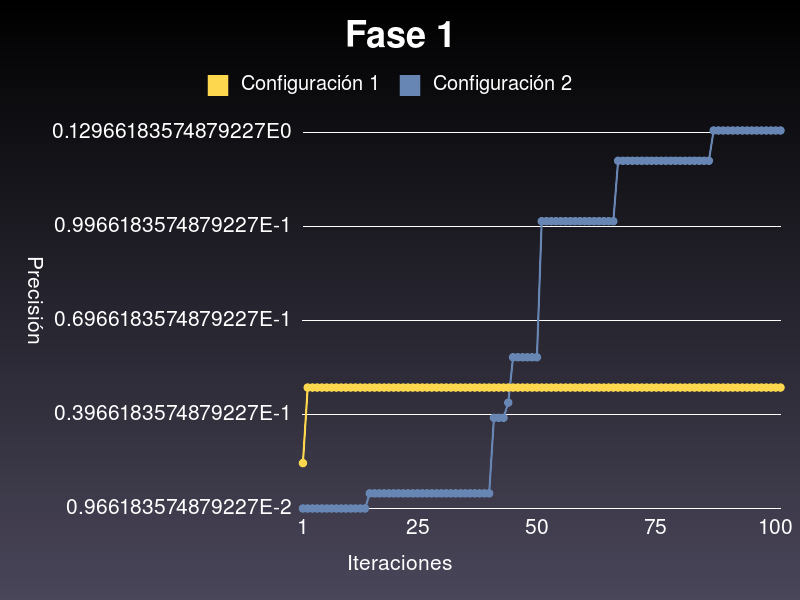 Fase 1
Configuración 1 Configuración 2
0.12966183574879227E0
0.9966183574879227E-1
0.6966183574879227E-1
0.3966183574879227E-1
0.966183574879227E-2
Precisión
1 25 50 75 100
Iteraciones